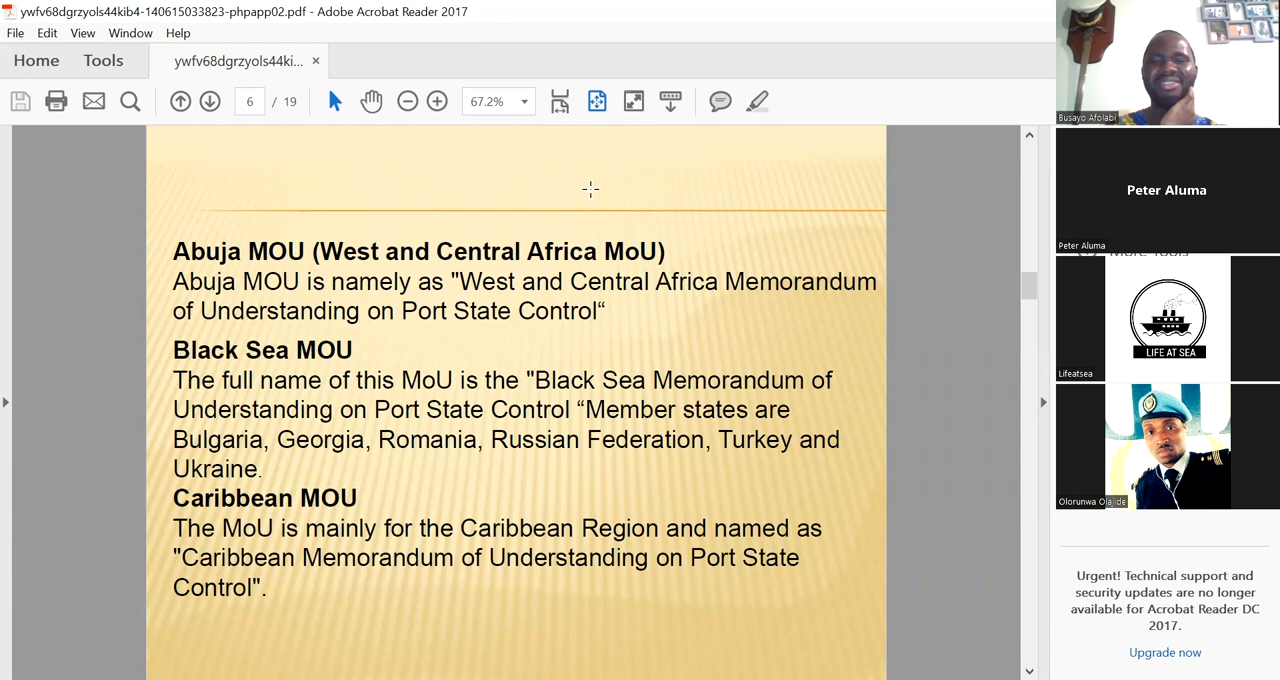 ywfv68dgrzyols44kib4-140615033823-phpapp02.pdf - Adobe Acrobat Reader 2017
File Edit View Window Help
Home Tools ywfv68dgrzyols44ki... ×
6 / 19 67.2%
Abuja MOU (West and Central Africa MoU)
Abuja MOU is namely as "West and Central Africa Memorandum
of Understanding on Port State Control“
Black Sea MOU
The full name of this MoU is the "Black Sea Memorandum of
Understanding on Port State Control “Member states are
Bulgaria, Georgia, Romania, Russian Federation, Turkey and
Ukraine.
Caribbean MOU
The MoU is mainly for the Caribbean Region and named as
"Caribbean Memorandum of Understanding on Port State
Control".
Busayo Afolabi
Peter Aluma
Peter Aluma
More Tools
LIFE AT SEA
Lifeatsea
Olorunwa Olajide
Urgent! Technical support and
security updates are no longer
available for Acrobat Reader DC
2017.
Upgrade now